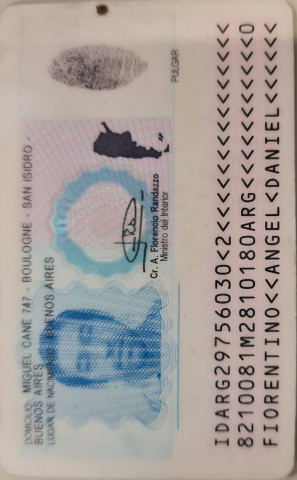 DOMICILIO: MIGUEL CANE 747 - BOULOGNE - SAN ISIDRO -
BUENOS AIRES
LUGAR DE NACIMIENTO: BUENOS AIRES
PULGAR
Cr. A. Florencio Randazzo
Ministro del Interior
IDARG29756030<2<<<<<<<<<<<<<<<
8210081M2810180ARG<<<<<<<<<<<0
FIORENTINO<<ANGEL<DANIEL<<<<<<